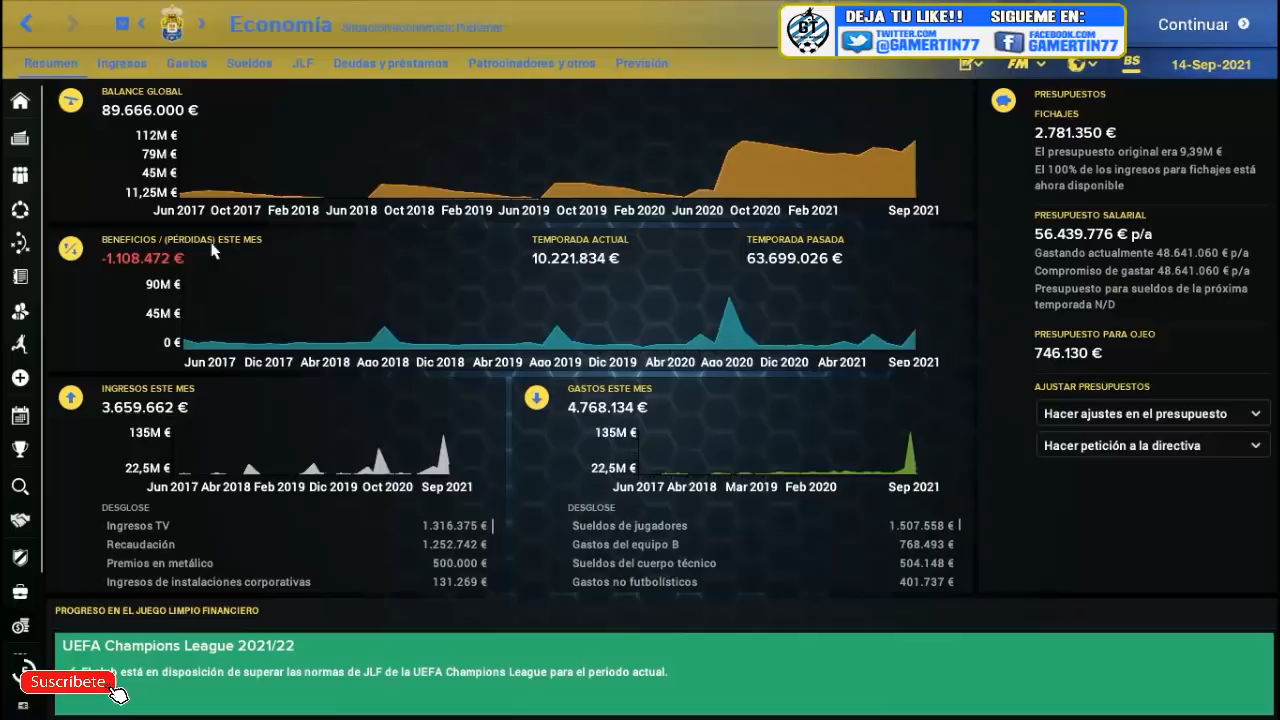 Economía
Situación económica: Pudiente
DEJA TU LIKE!! SIGUEME EN:
GT
TWITTER.COM
@GAMERTIN77
FACEBOOK.COM
GAMERTIN77
Continuar
Resumen Ingresos Gastos Sueldos JLF Deudas y préstamos Patrocinadores y otros Previsión
FM BS 14-Sep-2021
BALANCE GLOBAL
89.666.000 €
112M €
79M €
45M €
11,25M €
Jun 2017 Oct 2017 Feb 2018 Jun 2018 Oct 2018 Feb 2019 Jun 2019 Oct 2019 Feb 2020 Jun 2020 Oct 2020 Feb 2021 Sep 2021
BENEFICIOS / (PÉRDIDAS) ESTE MES
-1.108.472 €
TEMPORADA ACTUAL
10.221.834 €
TEMPORADA PASADA
63.699.026 €
90M €
45M €
0 €
Jun 2017 Dic 2017 Abr 2018 Ago 2018 Dic 2018 Abr 2019 Ago 2019 Dic 2019 Abr 2020 Ago 2020 Dic 2020 Abr 2021 Sep 2021
INGRESOS ESTE MES
3.659.662 €
135M €
22,5M €
Jun 2017 Abr 2018 Feb 2019 Dic 2019 Oct 2020 Sep 2021
DESGLOSE
Ingresos TV 1.316.375 €
Recaudación 1.252.742 €
Premios en metálico 500.000 €
Ingresos de instalaciones corporativas 131.269 €
GASTOS ESTE MES
4.768.134 €
135M €
22,5M €
Jun 2017 Abr 2018 Mar 2019 Feb 2020 Sep 2021
DESGLOSE
Sueldos de jugadores 1.507.558 €
Gastos del equipo B 768.493 €
Sueldos del cuerpo técnico 504.148 €
Gastos no futbolísticos 401.737 €
PRESUPUESTOS
FICHAJES
2.781.350 €
El presupuesto original era 9,39M €
El 100% de los ingresos para fichajes está
ahora disponible
PRESUPUESTO SALARIAL
56.439.776 € p/a
Gastando actualmente 48.641.060 € p/a
Compromiso de gastar 48.641.060 € p/a
Presupuesto para sueldos de la próxima
temporada N/D
PRESUPUESTO PARA OJEO
746.130 €
AJUSTAR PRESUPUESTOS
Hacer ajustes en el presupuesto
Hacer petición a la directiva
PROGRESO EN EL JUEGO LIMPIO FINANCIERO
UEFA Champions League 2021/22
está en disposición de superar las normas de JLF de la UEFA Champions League para el periodo actual.
Suscríbete